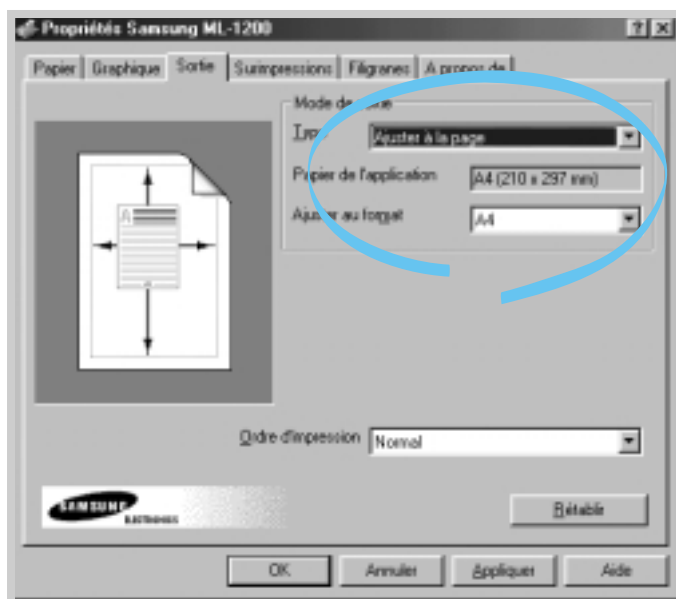 Propriétés Samsung ML-1200
Papier Graphique Sortie Surimpressions Filigranes A propos de
Mode de
Ajuster à la page
Papier de l'application A4 (210 x 297 mm)
Ajuster au format A4
A
Ordre d'impression Normal
SAMSUNG
ELECTRONICS
Rétablir
OK Annuler Appliquer Aide